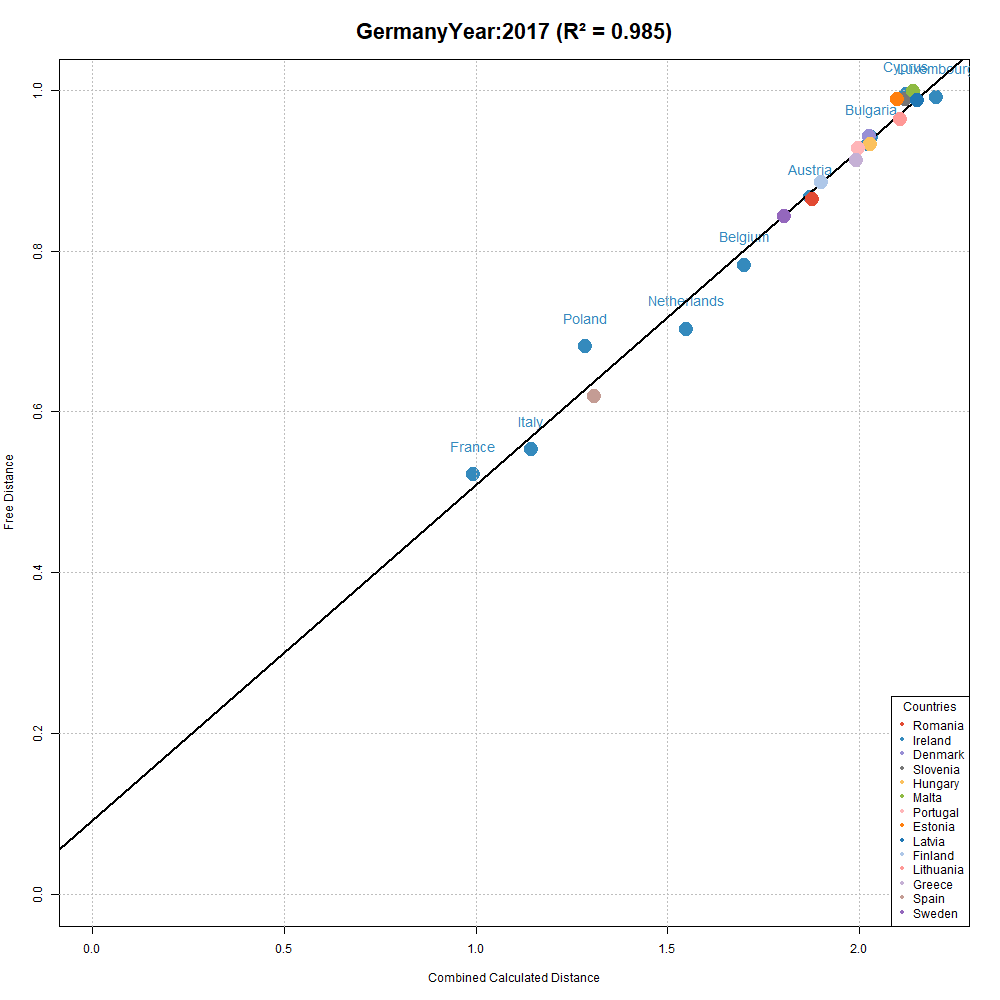 GermanyYear:2017 (R² = 0.985)
Cyprus
Luxembourg
Bulgaria
Austria
Belgium
Netherlands
Poland
Italy
France
Free Distance
0.0
0.2
0.4
0.6
0.8
1.0
0.0
0.5
1.0
1.5
2.0
Combined Calculated Distance
Countries
Romania
Ireland
Denmark
Slovenia
Hungary
Malta
Portugal
Estonia
Latvia
Finland
Lithuania
Greece
Spain
Sweden